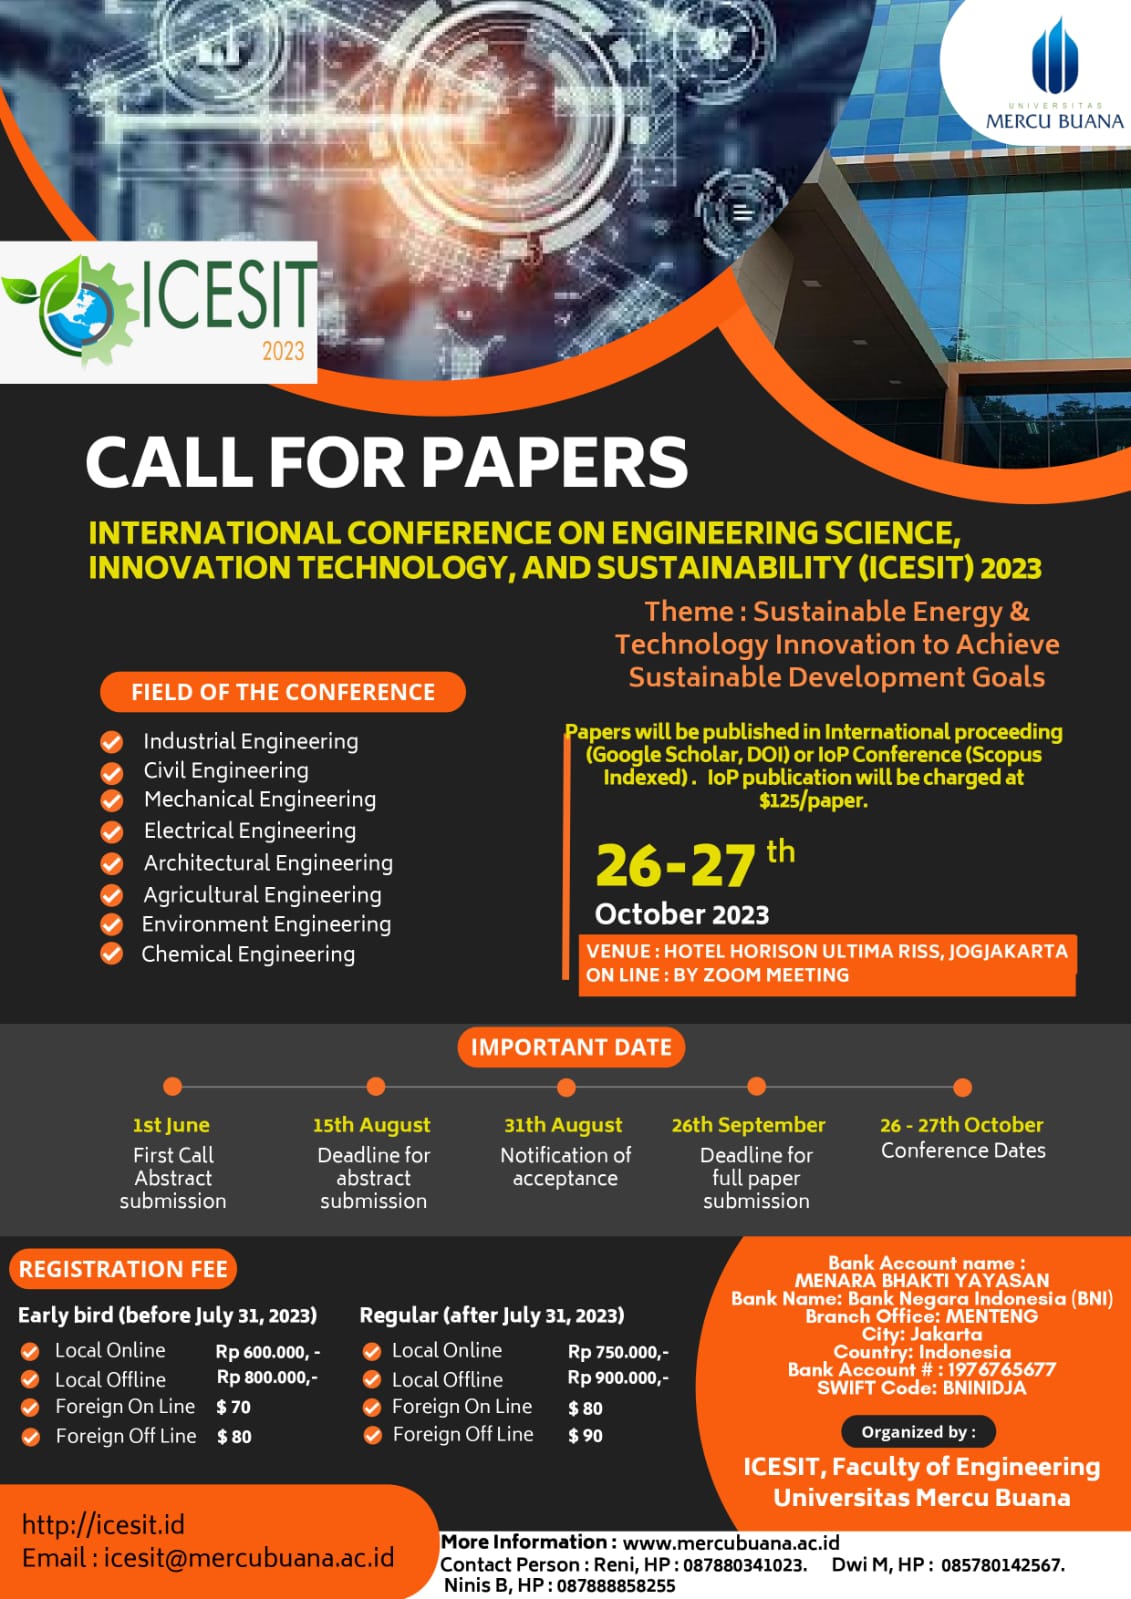 UNIVERSITAS
MERCU BUANA
ICESIT
2023
CALL FOR PAPERS
INTERNATIONAL CONFERENCE ON ENGINEERING SCIENCE,
INNOVATION TECHNOLOGY, AND SUSTAINABILITY (ICESIT) 2023
Theme : Sustainable Energy &
Technology Innovation to Achieve
Sustainable Development Goals
FIELD OF THE CONFERENCE
Industrial Engineering
Civil Engineering
Mechanical Engineering
Electrical Engineering
Architectural Engineering
Agricultural Engineering
Environment Engineering
Chemical Engineering
Papers will be published in International proceeding
(Google Scholar, DOI) or IoP Conference (Scopus
Indexed) . IoP publication will be charged at
$125/paper.
26-27 th
October 2023
VENUE : HOTEL HORISON ULTIMA RISS, JOGJAKARTA
ON LINE : BY ZOOM MEETING
IMPORTANT DATE
1st June
First Call
Abstract
submission
15th August
Deadline for
abstract
submission
31th August
Notification of
acceptance
26th September
Deadline for
full paper
submission
26 - 27th October
Conference Dates
REGISTRATION FEE
Early bird (before July 31, 2023)
Local Online Rp 600.000, -
Local Offline Rp 800.000,-
Foreign On Line $ 70
Foreign Off Line $ 80
Regular (after July 31, 2023)
Local Online Rp 750.000,-
Local Offline Rp 900.000,-
Foreign On Line $ 80
Foreign Off Line $ 90
Bank Account name :
MENARA BHAKTI YAYASAN
Bank Name: Bank Negara Indonesia (BNI)
Branch Office: MENTENG
City: Jakarta
Country: Indonesia
Bank Account # : 1976765677
SWIFT Code: BNINIDJA
Organized by :
ICESIT, Faculty of Engineering
Universitas Mercu Buana
http://icesit.id
Email : icesit@mercubuana.ac.id
More Information : www.mercubuana.ac.id
Contact Person : Reni, HP : 087880341023. Dwi M, HP : 085780142567.
Ninis B, HP : 087888858255